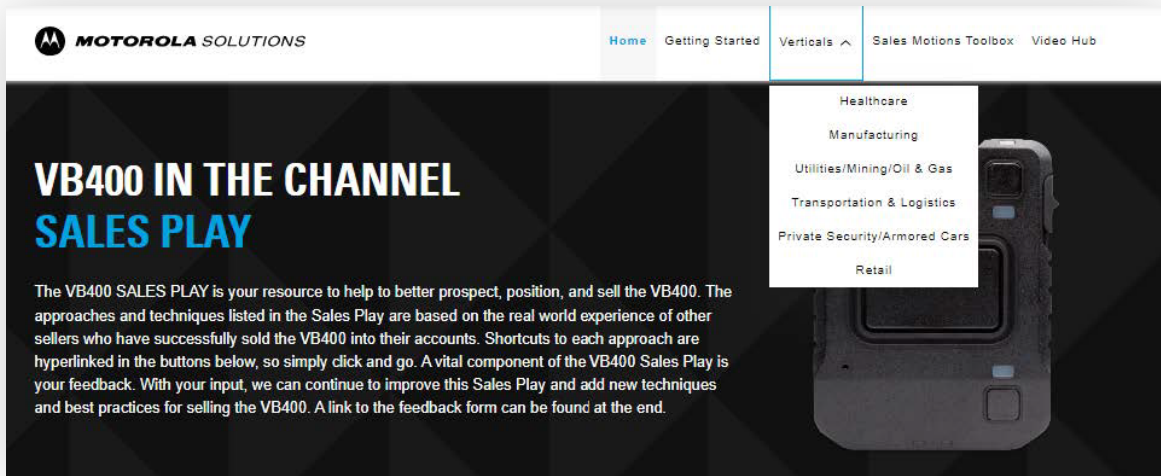 MOTOROLA SOLUTIONS
Home Getting Started Verticals Sales Motions Toolbox Video Hub
Healthcare
Manufacturing
Utilities/Mining/Oil & Gas
Transportation & Logistics
Private Security/Armored Cars
Retail
VB400 IN THE CHANNEL
SALES PLAY
The VB400 SALES PLAY is your resource to help to better prospect, position, and sell the VB400. The
approaches and techniques listed in the Sales Play are based on the real world experience of other
sellers who have successfully sold the VB400 into their accounts. Shortcuts to each approach are
hyperlinked in the buttons below, so simply click and go. A vital component of the VB400 Sales Play is
your feedback. With your input, we can continue to improve this Sales Play and add new techniques
and best practices for selling the VB400. A link to the feedback form can be found at the end.